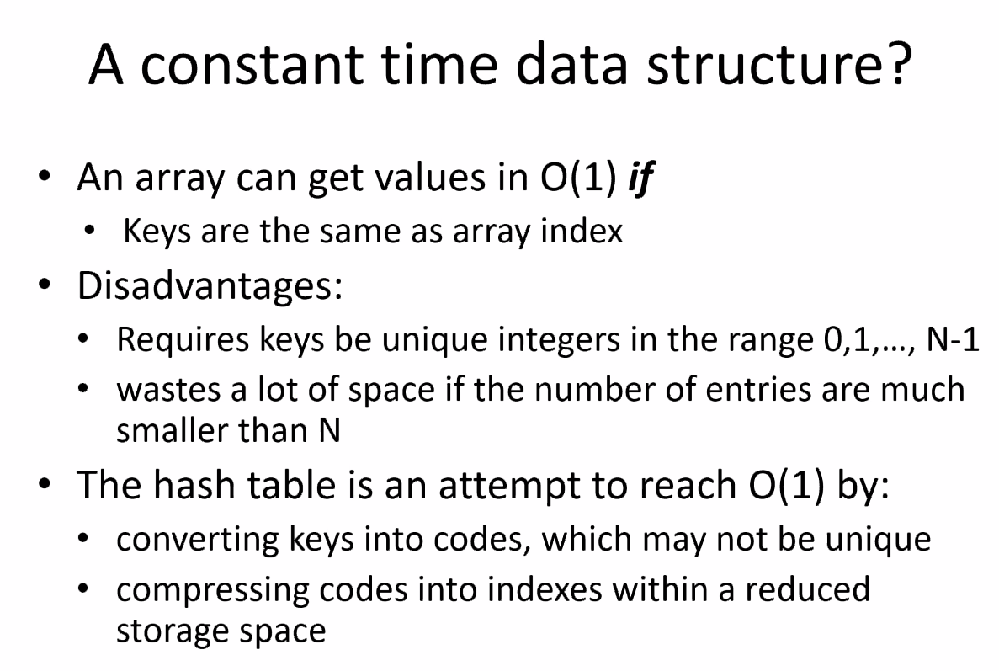 A constant time data structure?
• An array can get values in O(1) if
• Keys are the same as array index
• Disadvantages:
• Requires keys be unique integers in the range 0,1,…, N-1
• wastes a lot of space if the number of entries are much
smaller than N
• The hash table is an attempt to reach O(1) by:
• converting keys into codes, which may not be unique
• compressing codes into indexes within a reduced
storage space